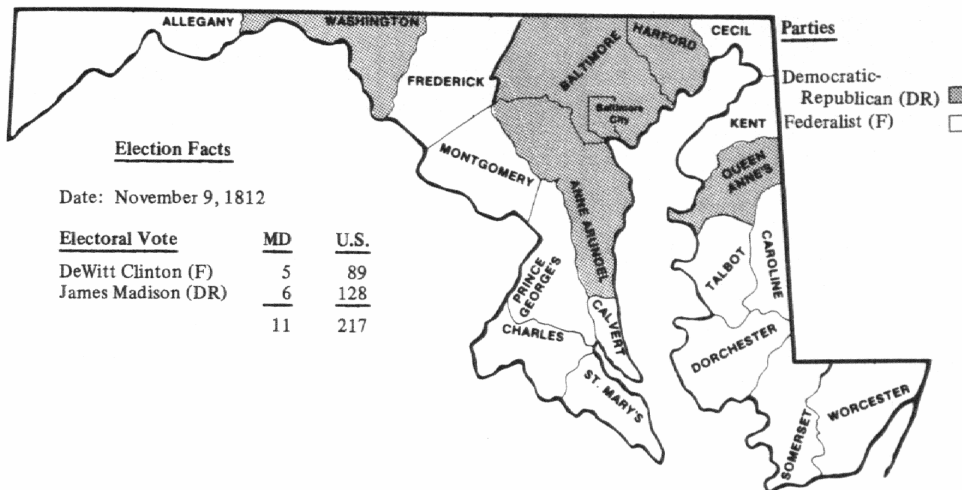 ALLEGANY
WASHINGTON
FREDERICK
BALTIMORE
HARFORD
CECIL
Baltimore
City
KENT
MONTGOMERY
QUEEN
ANNE'S
ANNE ARUNDEL
TALBOT
CAROLINE
PRINCE
GEORGE'S
CALVERT
CHARLES
ST. MARY'S
DORCHESTER
SOMERSET
WORCESTER
Parties
Democratic-
Republican (DR)
Federalist (F)
Election Facts
Date: November 9, 1812
Electoral Vote MD U.S.
DeWitt Clinton (F) 5 89
James Madison (DR) 6 128
11 217